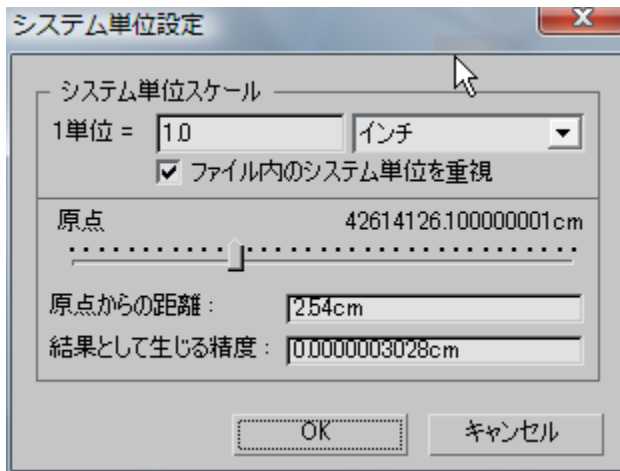 システム単位設定
システム単位スケール
1単位 = 1.0 インチ
ファイル内のシステム単位を重視
原点 42614126.100000001cm
原点からの距離： 2.54cm
結果として生じる精度： 0.0000003028cm
OK キャンセル